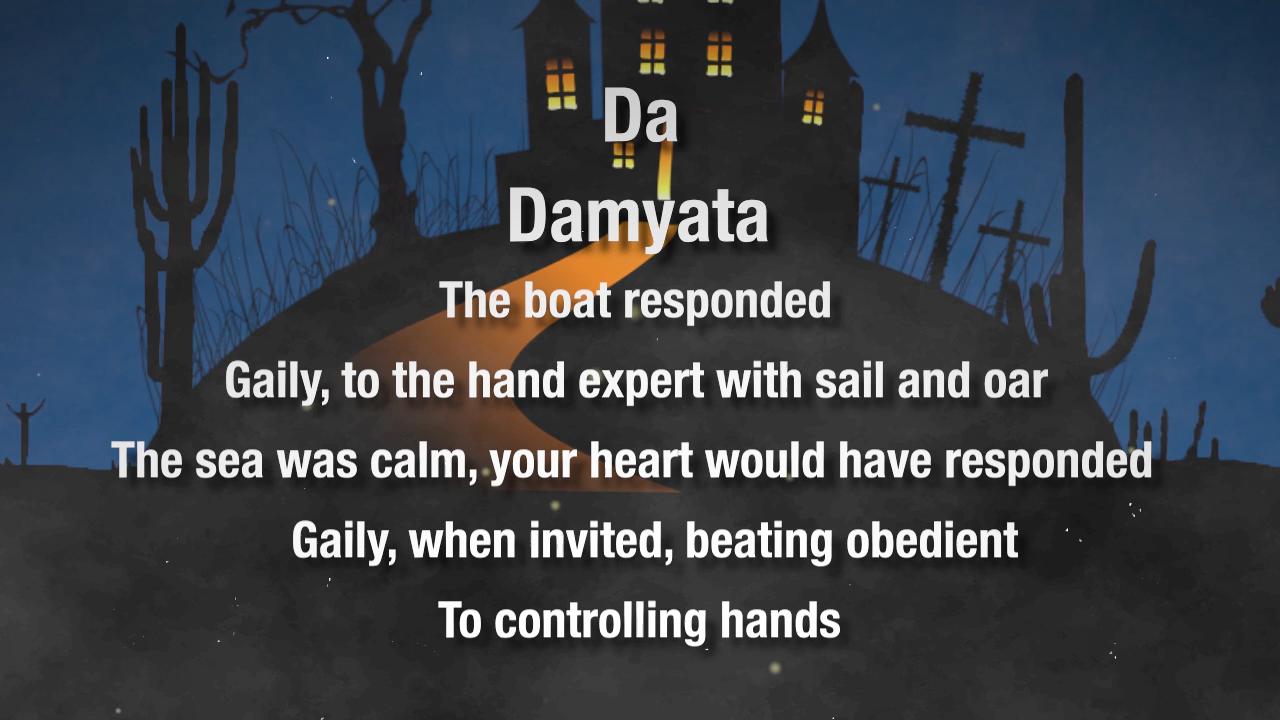 Da
Damyata
The boat responded
Gaily, to the hand expert with sail and oar
The sea was calm, your heart would have responded
Gaily, when invited, beating obedient
To controlling hands